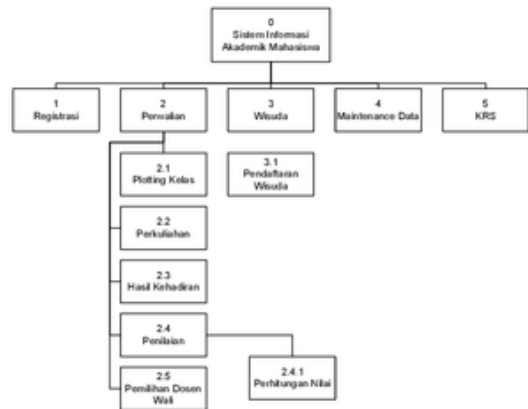 0
Sistem Informasi
Akademik Mahasiswa
1
Registrasi
2
Perwalian
3
Wisuda
4
Maintenance Data
5
KRS
2.1
Plotting Kelas
3.1
Pendaftaran
Wisuda
2.2
Perkuliahan
2.3
Hasil Kehadiran
2.4
Penilaian
2.5
Pemilihan Dosen
Wali
2.4.1
Perhitungan Nilai